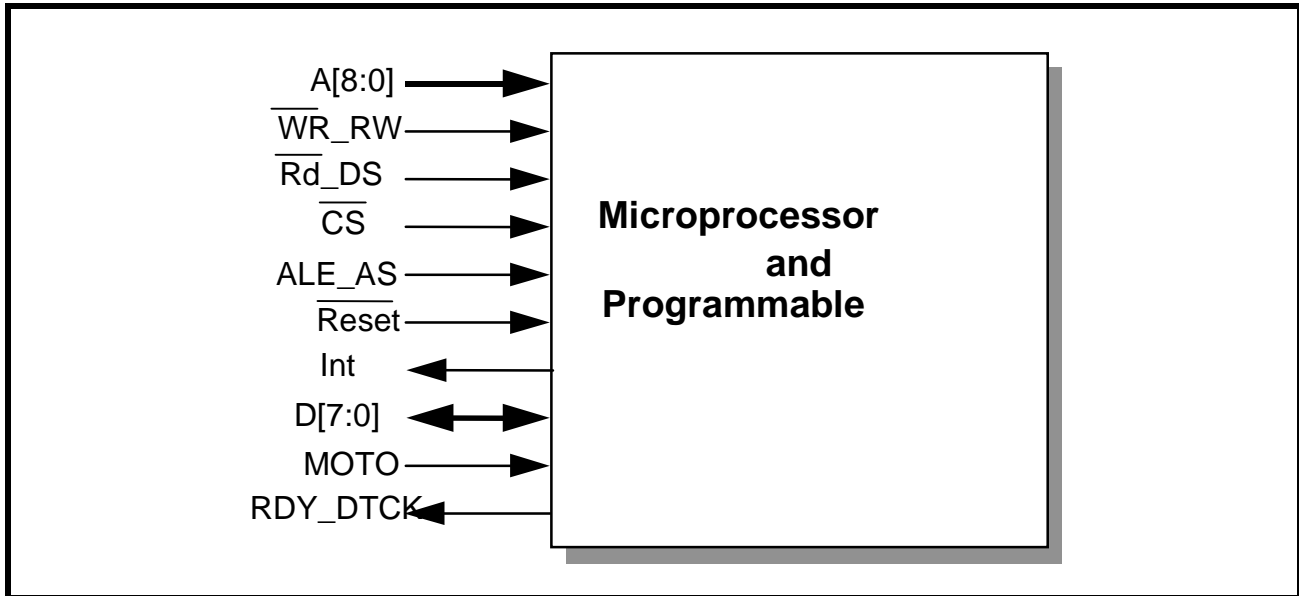 A[8:0]
WR_RW
Rd_DS
CS
ALE_AS
Reset
Int
D[7:0]
MOTO
RDY_DTCK
Microprocessor
and
Programmable